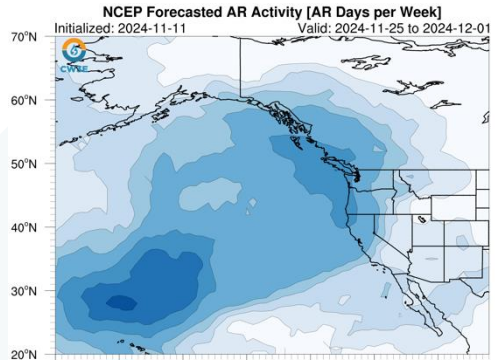 NCEP Forecasted AR Activity [AR Days per Week]
Initialized: 2024-11-11 Valid: 2024-11-25 to 2024-12-01
70°N
CW3E
60°N
50°N
40°N
30°N
20°N